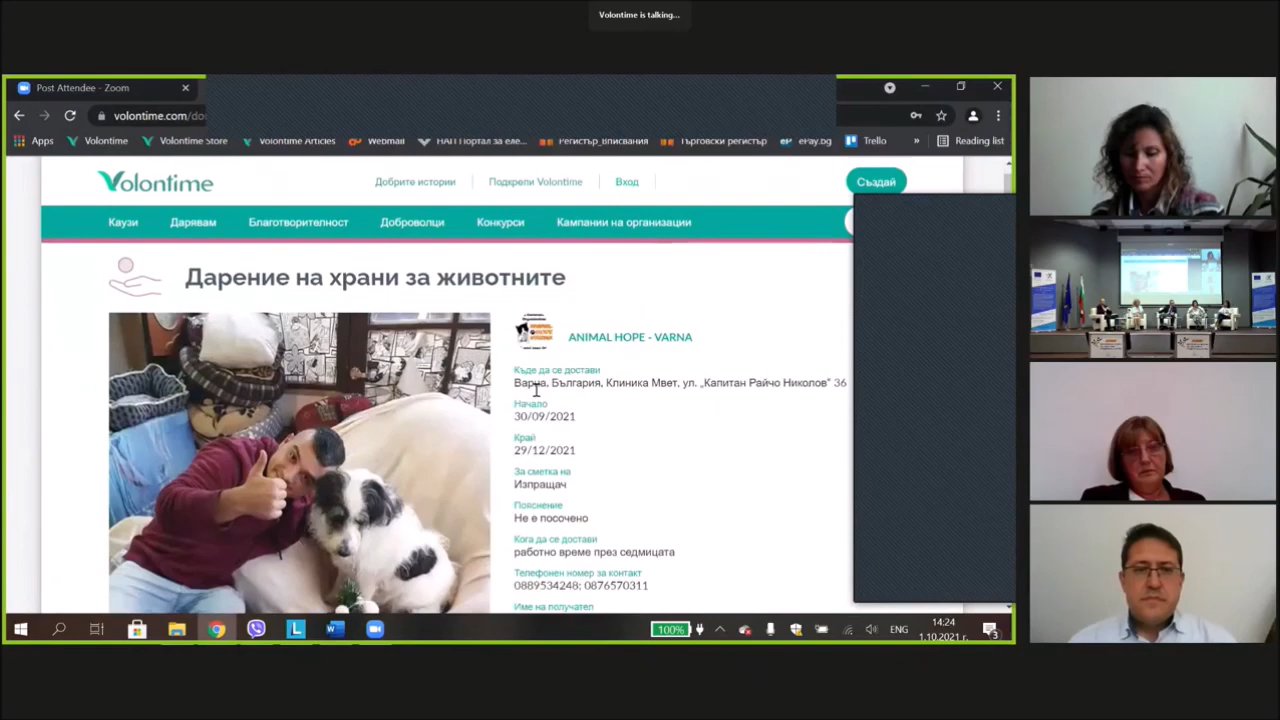 Volontime is talking...
Post Attendee - Zoom
volontime.com/do
Apps
Volontime
Volontime Store
Volontime Articles
Webmail
НАП Портал за еле...
Регистър_Вписвания
Търговски регистър
ePay.bg
Trello
»
Reading list
Volontime
Добрите истории
Подкрепи Volontime
Вход
Създай
Каузи
Дарявам
Благотворителност
Доброволци
Конкурси
Кампании на организации
Дарение на храни за животните
ANIMAL HOPE - VARNA
Къде да се достави
Варна, България, Клиника Мвет, ул. „Капитан Райчо Николов" 36
Начало
30/09/2021
Край
29/12/2021
За сметка на
Изпращач
Пояснение
Не е посочено
Кога да се достави
работно време през седмицата
Телефонен номер за контакт
0889534248; 0876570311
Име на получател
100%
ENG
14:24
1.10.2021 г.
3